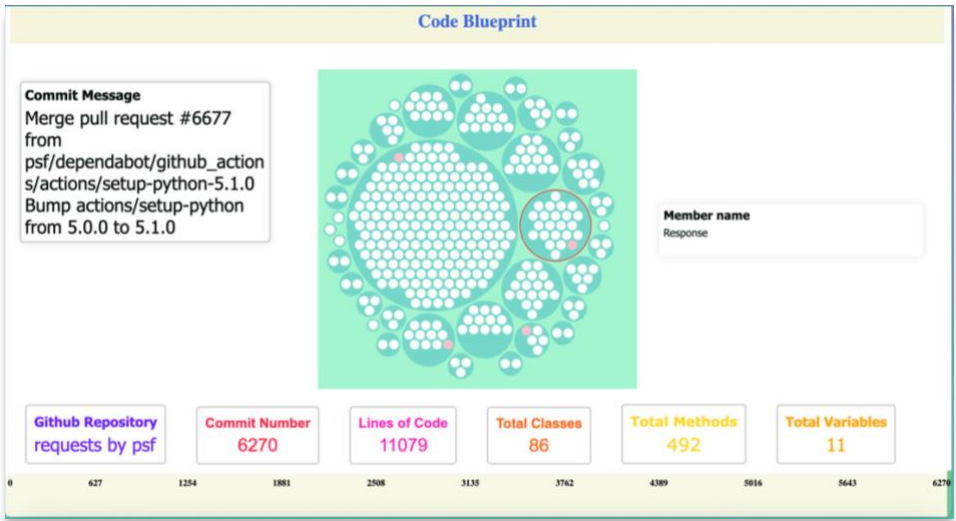 Code Blueprint
Commit Message
Merge pull request #6677
from
psf/dependabot/github_action
s/actions/setup-python-5.1.0
Bump actions/setup-python
from 5.0.0 to 5.1.0
Member name
Response
Github Repository
requests by psf
Commit Number
6270
Lines of Code
11079
Total Classes
86
Total Methods
492
Total Variables
11
0 627 1254 1881 2508 3135 3762 4389 5016 5643 6270